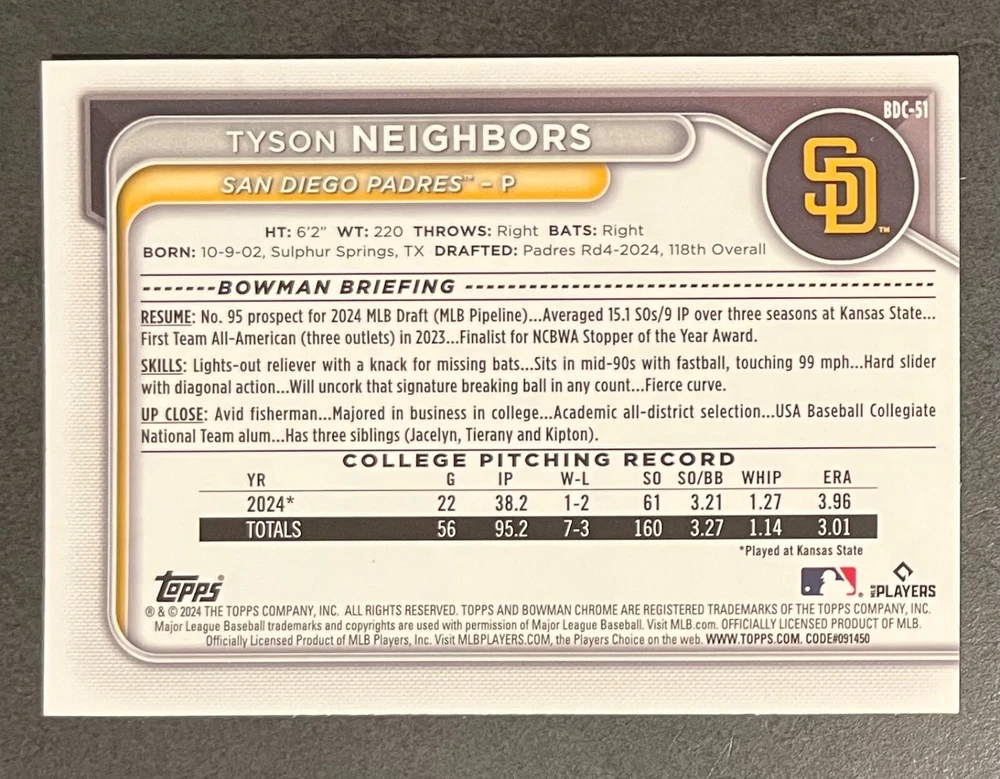 BDC-51
TYSON NEIGHBORS
SAN DIEGO PADRES™ – P
SD™
HT: 6'2" WT: 220 THROWS: Right BATS: Right
BORN: 10-9-02, Sulphur Springs, TX DRAFTED: Padres Rd4-2024, 118th Overall
BOWMAN BRIEFING
RESUME: No. 95 prospect for 2024 MLB Draft (MLB Pipeline)...Averaged 15.1 SOs/9 IP over three seasons at Kansas State...
First Team All-American (three outlets) in 2023...Finalist for NCBWA Stopper of the Year Award.
SKILLS: Lights-out reliever with a knack for missing bats...Sits in mid-90s with fastball, touching 99 mph...Hard slider
with diagonal action...Will uncork that signature breaking ball in any count...Fierce curve.
UP CLOSE: Avid fisherman...Majored in business in college...Academic all-district selection...USA Baseball Collegiate
National Team alum...Has three siblings (Jacelyn, Tierany and Kipton).
COLLEGE PITCHING RECORD
YR G IP W-L SO SO/BB WHIP ERA
2024* 22 38.2 1-2 61 3.21 1.27 3.96
TOTALS 56 95.2 7-3 160 3.27 1.14 3.01
*Played at Kansas State
Topps®
PLAYERS
® & © 2024 THE TOPPS COMPANY, INC. ALL RIGHTS RESERVED. TOPPS AND BOWMAN CHROME ARE REGISTERED TRADEMARKS OF THE TOPPS COMPANY, INC.
Major League Baseball trademarks and copyrights are used with permission of Major League Baseball. Visit MLB.com. OFFICIALLY LICENSED PRODUCT OF MLB.
Officially Licensed Product of MLB Players, Inc. Visit MLBPLAYERS.COM, the Players Choice on the web. WWW.TOPPS.COM. CODE#091450